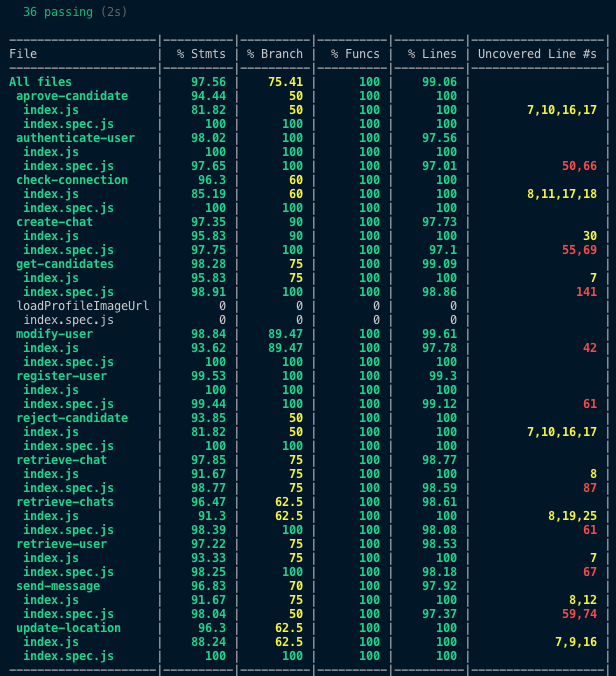 36 passing (2s)
File | % Stmts | % Branch | % Funcs | % Lines | Uncovered Line #s |
All files | 97.56 | 75.41 | 100 | 99.06 | |
aprove-candidate | 94.44 | 50 | 100 | 100 | |
index.js | 81.82 | 50 | 100 | 100 | 7,10,16,17 |
index.spec.js | 100 | 100 | 100 | 100 | |
authenticate-user | 98.02 | 100 | 100 | 97.56 | |
index.js | 100 | 100 | 100 | 100 | |
index.spec.js | 97.65 | 100 | 100 | 97.01 | 50,66 |
check-connection | 96.3 | 60 | 100 | 100 | |
index.js | 85.19 | 60 | 100 | 100 | 8,11,17,18 |
index.spec.js | 100 | 100 | 100 | 100 | |
create-chat | 97.35 | 90 | 100 | 97.73 | |
index.js | 95.83 | 90 | 100 | 100 | 30 |
index.spec.js | 97.75 | 100 | 100 | 97.1 | 55,69 |
get-candidates | 98.28 | 75 | 100 | 99.09 | |
index.js | 95.83 | 75 | 100 | 100 | 7 |
index.spec.js | 98.91 | 100 | 100 | 98.86 | 141 |
loadProfileImageUrl | 0 | 0 | 0 | 0 | |
index.spec.js | 0 | 0 | 0 | 0 | |
modify-user | 98.84 | 89.47 | 100 | 99.61 | |
index.js | 93.62 | 89.47 | 100 | 97.78 | 42 |
index.spec.js | 100 | 100 | 100 | 100 | |
register-user | 99.53 | 100 | 100 | 99.3 | |
index.js | 100 | 100 | 100 | 100 | |
index.spec.js | 99.44 | 100 | 100 | 99.12 | 61 |
reject-candidate | 93.85 | 50 | 100 | 100 | |
index.js | 81.82 | 50 | 100 | 100 | 7,10,16,17 |
index.spec.js | 100 | 100 | 100 | 100 | |
retrieve-chat | 97.85 | 75 | 100 | 98.77 | |
index.js | 91.67 | 75 | 100 | 100 | 8 |
index.spec.js | 98.77 | 100 | 100 | 98.59 | 87 |
retrieve-chats | 96.47 | 62.5 | 100 | 98.61 | |
index.js | 91.3 | 62.5 | 100 | 100 | 8,19,25 |
index.spec.js | 98.39 | 100 | 100 | 98.08 | 61 |
retrieve-user | 97.22 | 75 | 100 | 98.53 | |
index.js | 93.33 | 75 | 100 | 100 | 7 |
index.spec.js | 98.25 | 100 | 100 | 98.18 | 67 |
send-message | 96.83 | 70 | 100 | 97.92 | |
index.js | 91.67 | 75 | 100 | 100 | 8,12 |
index.spec.js | 98.04 | 50 | 100 | 97.37 | 59,74 |
update-location | 96.3 | 62.5 | 100 | 100 | |
index.js | 88.24 | 62.5 | 100 | 100 | 7,9,16 |
index.spec.js | 100 | 100 | 100 | 100 | |